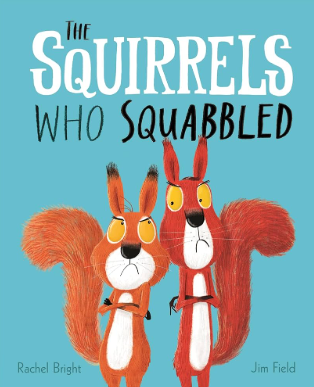 THE
SQUIRRELS
WHO SQUABBLED
Rachel Bright
Jim Field